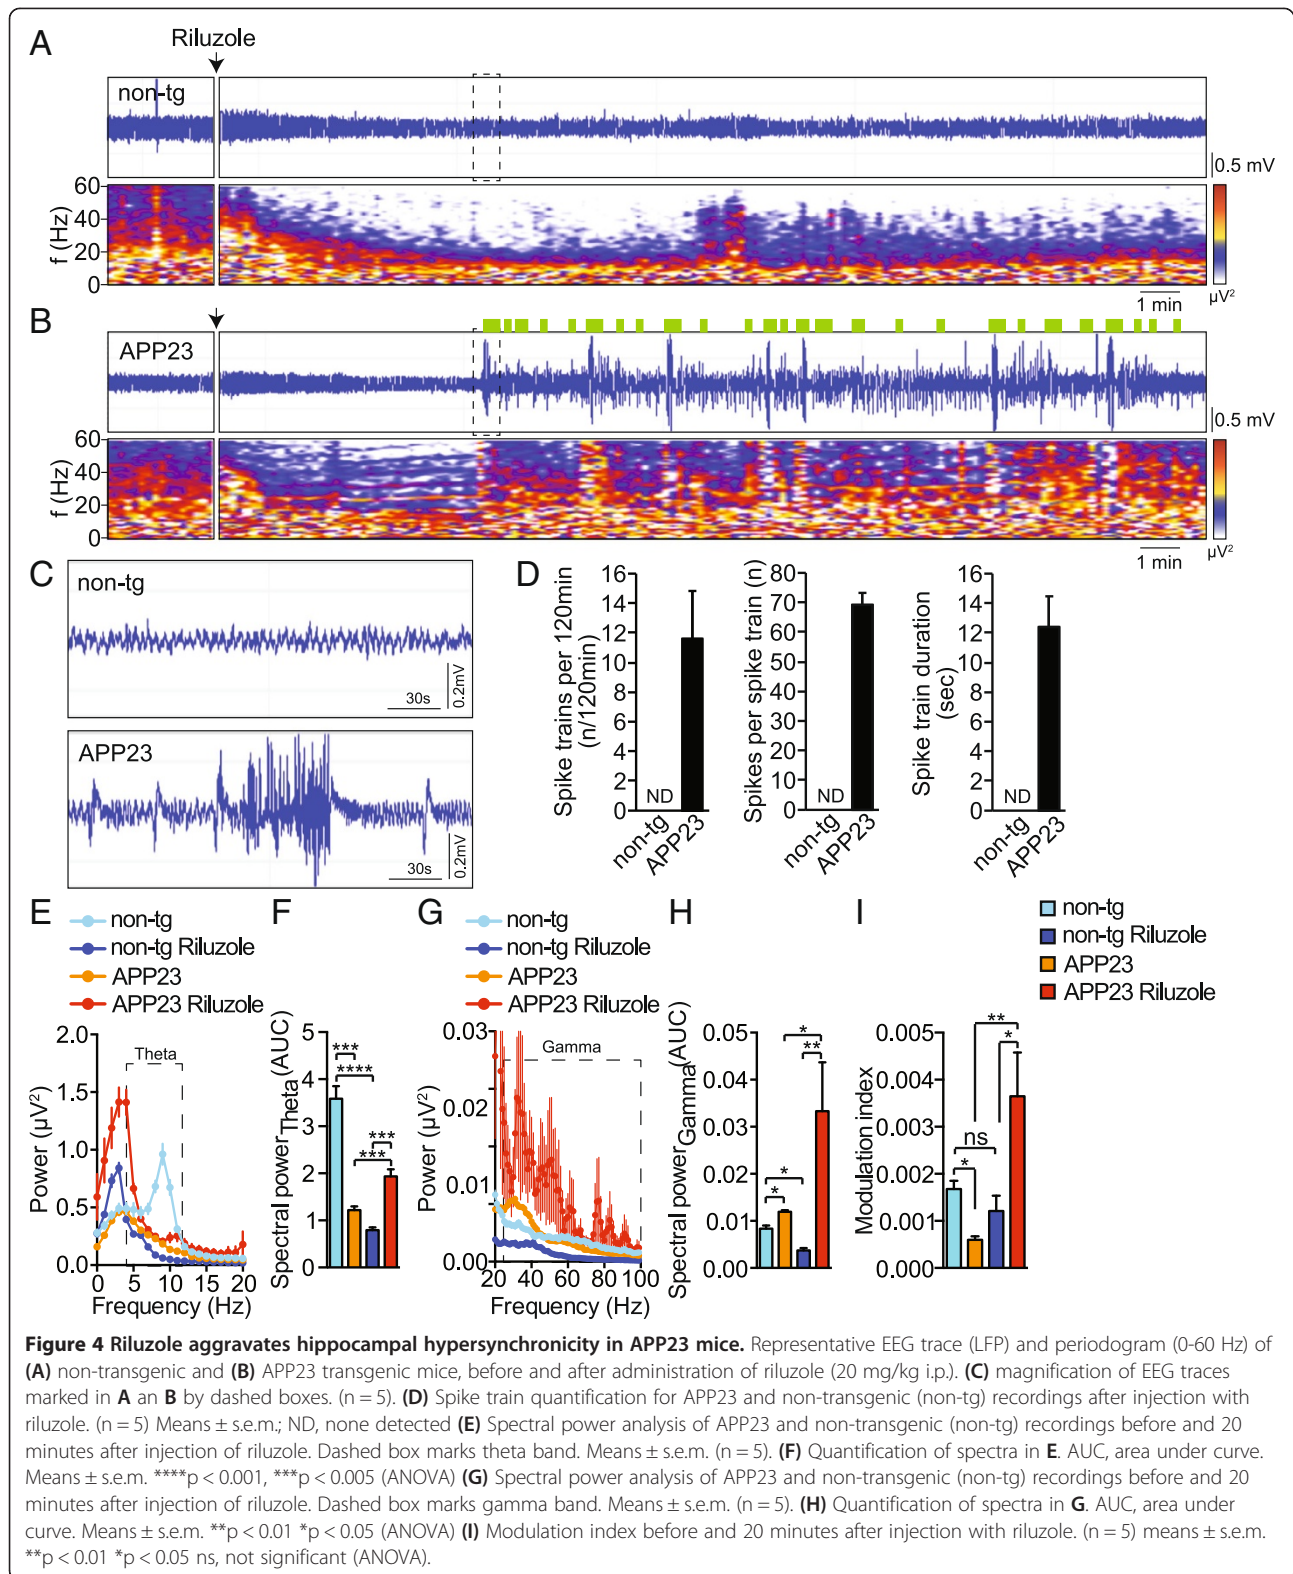 A
Riluzole
non-tg
0.5 mV
60
40
20
0
f (Hz)
1 min
µV²
B
APP23
0.5 mV
60
40
20
0
f (Hz)
1 min
µV²
C
non-tg
30s
0.2mV
APP23
30s
0.2mV
D
Spike trains per 120min
(n/120min)
16
14
12
10
8
6
4
2
0
ND
non-tg
APP23
Spikes per spike train (n)
80
70
60
50
40
30
20
10
0
ND
non-tg
APP23
Spike train duration
(sec)
16
14
12
10
8
6
4
2
0
ND
non-tg
APP23
E
non-tg
non-tg Riluzole
APP23
APP23 Riluzole
Theta
Power (µV²)
2.0
1.5
1.0
0.5
0.0
0 5 10 15 20
Frequency (Hz)
F
Spectral power Theta (AUC)
5
4
3
2
1
0
***
****
***
***
G
non-tg
non-tg Riluzole
APP23
APP23 Riluzole
Gamma
Power (µV²)
0.03
0.02
0.01
0.00
20 40 60 80 100
Frequency (Hz)
H
Spectral power Gamma (AUC)
0.05
0.04
0.03
0.02
0.01
0.00
*
**
*
*
I
non-tg
non-tg Riluzole
APP23
APP23 Riluzole
Modulation index
0.005
0.004
0.003
0.002
0.001
0.000
**
*
ns
*
Figure 4 Riluzole aggravates hippocampal hypersynchronicity in APP23 mice. Representative EEG trace (LFP) and periodogram (0-60 Hz) of
(A) non-transgenic and (B) APP23 transgenic mice, before and after administration of riluzole (20 mg/kg i.p.). (C) magnification of EEG traces
marked in A an B by dashed boxes. (n = 5). (D) Spike train quantification for APP23 and non-transgenic (non-tg) recordings after injection with
riluzole. (n = 5) Means ± s.e.m.; ND, none detected (E) Spectral power analysis of APP23 and non-transgenic (non-tg) recordings before and 20
minutes after injection of riluzole. Dashed box marks theta band. Means ± s.e.m. (n = 5). (F) Quantification of spectra in E. AUC, area under curve.
Means ± s.e.m. ****p < 0.001, ***p < 0.005 (ANOVA) (G) Spectral power analysis of APP23 and non-transgenic (non-tg) recordings before and 20
minutes after injection of riluzole. Dashed box marks gamma band. Means ± s.e.m. (n = 5). (H) Quantification of spectra in G. AUC, area under
curve. Means ± s.e.m. **p < 0.01 *p < 0.05 (ANOVA) (I) Modulation index before and 20 minutes after injection with riluzole. (n = 5) means ± s.e.m.
**p < 0.01 *p < 0.05 ns, not significant (ANOVA).